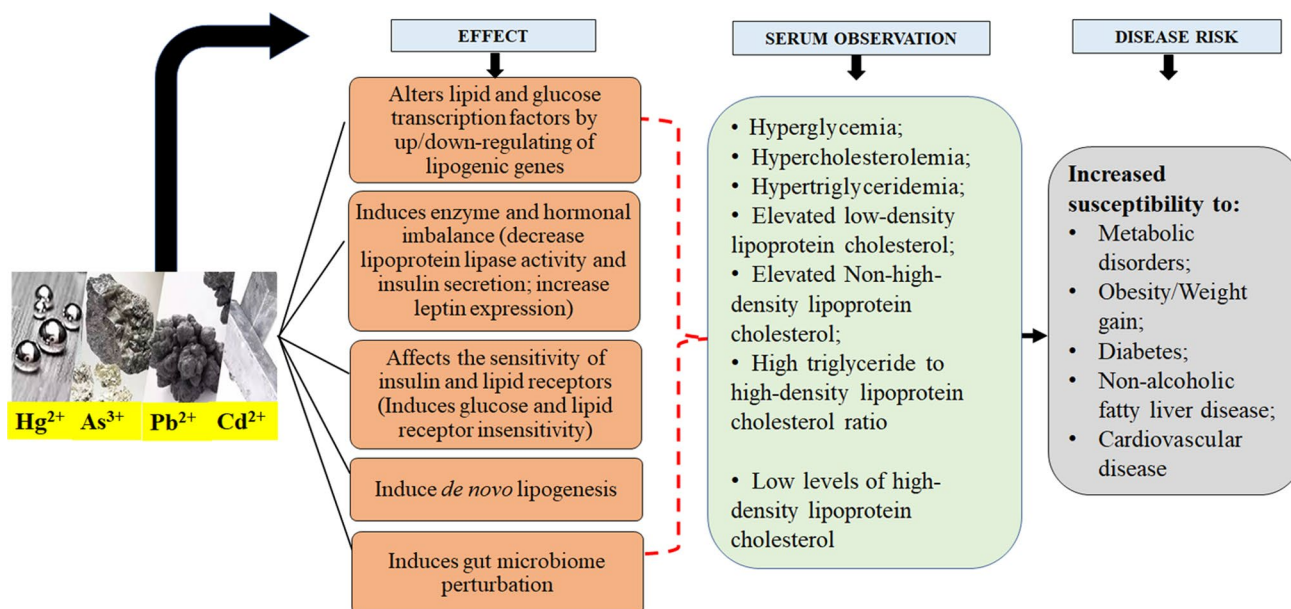 EFFECT
Alters lipid and glucose
transcription factors by
up/down-regulating of
lipogenic genes
Induces enzyme and hormonal
imbalance (decrease
lipoprotein lipase activity and
insulin secretion; increase
leptin expression)
Affects the sensitivity of
insulin and lipid receptors
(Induces glucose and lipid
receptor insensitivity)
Induce de novo lipogenesis
Induces gut microbiome
perturbation
Hg²⁺ As³⁺ Pb²⁺ Cd²⁺
SERUM OBSERVATION
• Hyperglycemia;
• Hypercholesterolemia;
• Hypertriglyceridemia;
• Elevated low-density
lipoprotein cholesterol;
• Elevated Non-high-
density lipoprotein
cholesterol;
• High triglyceride to
high-density lipoprotein
cholesterol ratio
• Low levels of high-
density lipoprotein
cholesterol
DISEASE RISK
Increased
susceptibility to:
• Metabolic
disorders;
• Obesity/Weight
gain;
• Diabetes;
• Non-alcoholic
fatty liver disease;
• Cardiovascular
disease